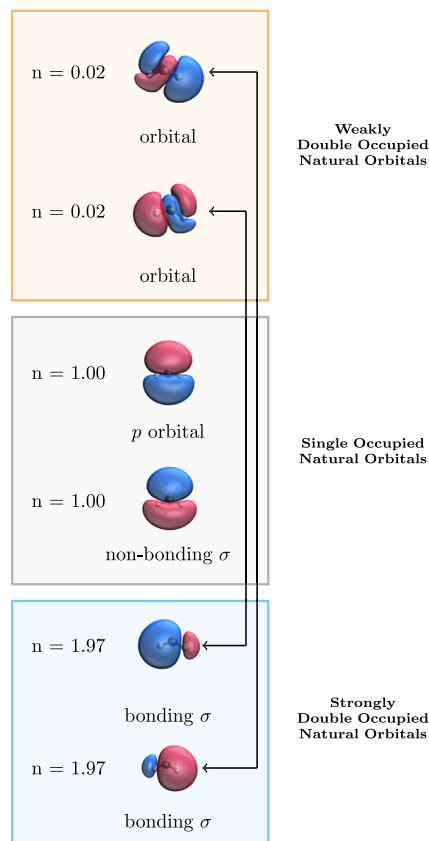 n = 0.02
orbital
Weakly
Double Occupied
Natural Orbitals
n = 0.02
orbital
n = 1.00
p orbital
Single Occupied
Natural Orbitals
n = 1.00
non-bonding σ
n = 1.97
bonding σ
Strongly
Double Occupied
Natural Orbitals
n = 1.97
bonding σ